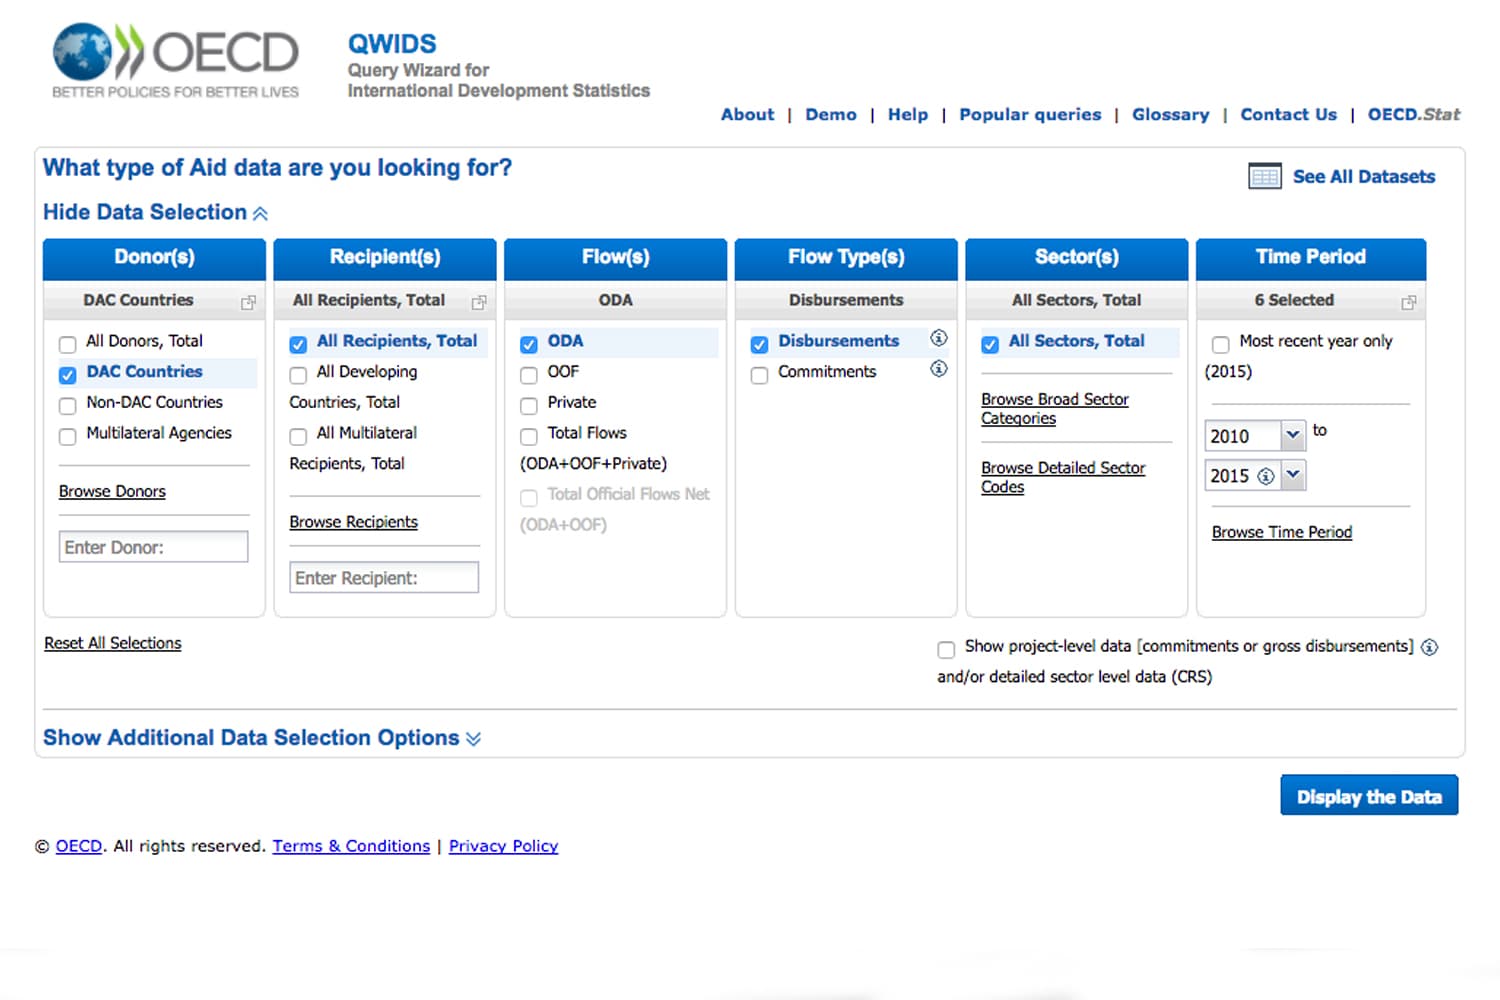 OECD
BETTER POLICIES FOR BETTER LIVES
QWIDS
Query Wizard for
International Development Statistics
About | Demo | Help | Popular queries | Glossary | Contact Us | OECD.Stat
What type of Aid data are you looking for?
See All Datasets
Hide Data Selection
Donor(s)
DAC Countries
All Donors, Total
DAC Countries
Non-DAC Countries
Multilateral Agencies
Browse Donors
Enter Donor:
Recipient(s)
All Recipients, Total
All Recipients, Total
All Developing
Countries, Total
All Multilateral
Recipients, Total
Browse Recipients
Enter Recipient:
Flow(s)
ODA
ODA
OOF
Private
Total Flows
(ODA+OOF+Private)
Total Official Flows Net
(ODA+OOF)
Flow Type(s)
Disbursements
Disbursements
Commitments
Sector(s)
All Sectors, Total
All Sectors, Total
Browse Broad Sector
Categories
Browse Detailed Sector
Codes
Time Period
6 Selected
Most recent year only
(2015)
2010 to
2015
Browse Time Period
Reset All Selections
Show project-level data [commitments or gross disbursements]
and/or detailed sector level data (CRS)
Show Additional Data Selection Options
Display the Data
© OECD. All rights reserved. Terms & Conditions | Privacy Policy